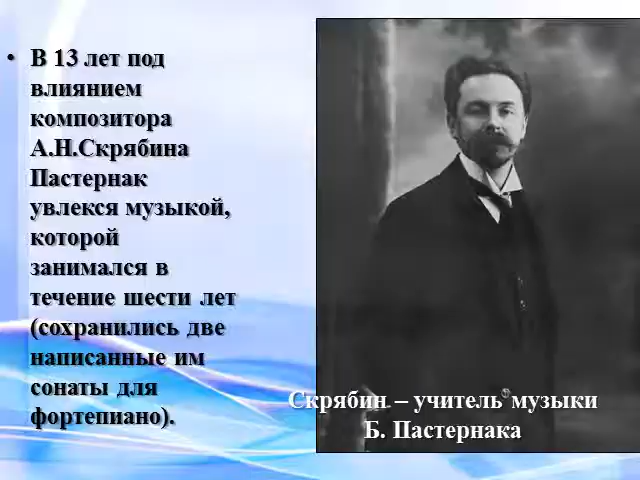 • В 13 лет под
влиянием
композитора
А.Н.Скрябина
Пастернак
увлекся музыкой,
которой
занимался в
течение шести лет
(сохранились две
написанные им
сонаты для
фортепиано).
Скрябин – учитель музыки
Б. Пастернака